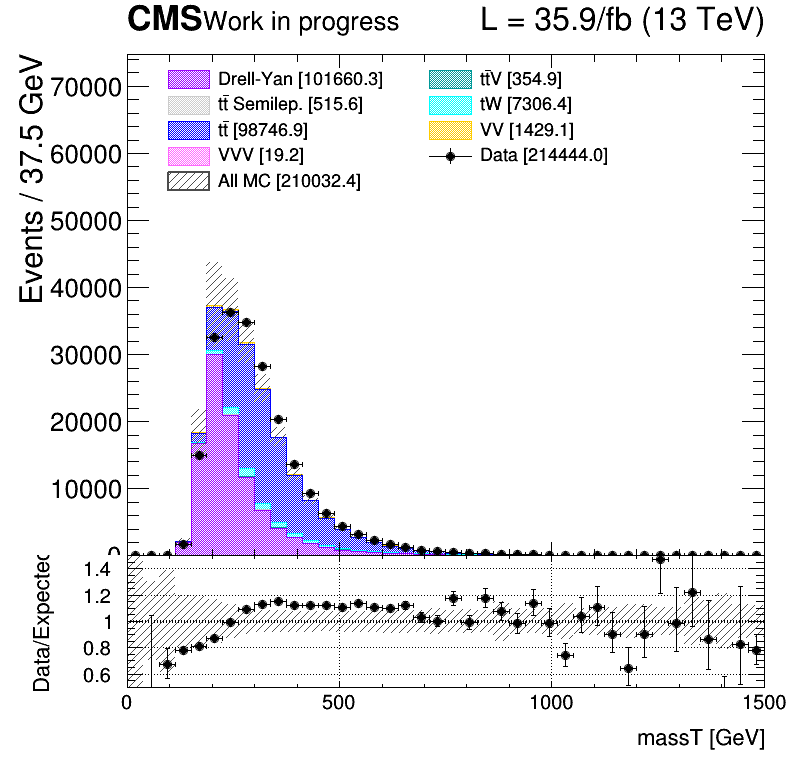 CMS Work in progress L = 35.9/fb (13 TeV)
Events / 37.5 GeV
70000
60000
50000
40000
30000
20000
10000
0
Drell-Yan [101660.3]
tt̄ Semilep. [515.6]
tt̄ [98746.9]
VVV [19.2]
All MC [210032.4]
tt̄V [354.9]
tW [7306.4]
VV [1429.1]
Data [214444.0]
Data/Expected
1.4
1.2
1
0.8
0.6
0 500 1000 1500
massT [GeV]